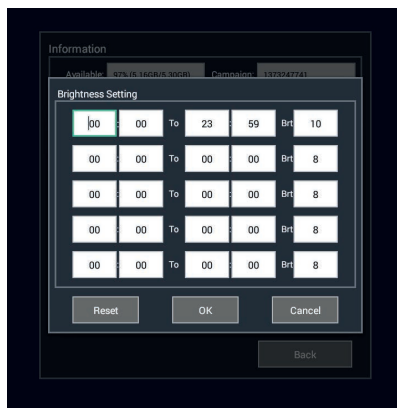 Information
Available: 97% (5.16GB/5.30GB) Campaign: 1373247741
Brightness Setting
00 : 00 To 23 : 59 Brt 10
00 : 00 To 00 : 00 Brt 8
00 : 00 To 00 : 00 Brt 8
00 : 00 To 00 : 00 Brt 8
00 : 00 To 00 : 00 Brt 8
Reset OK Cancel
Back